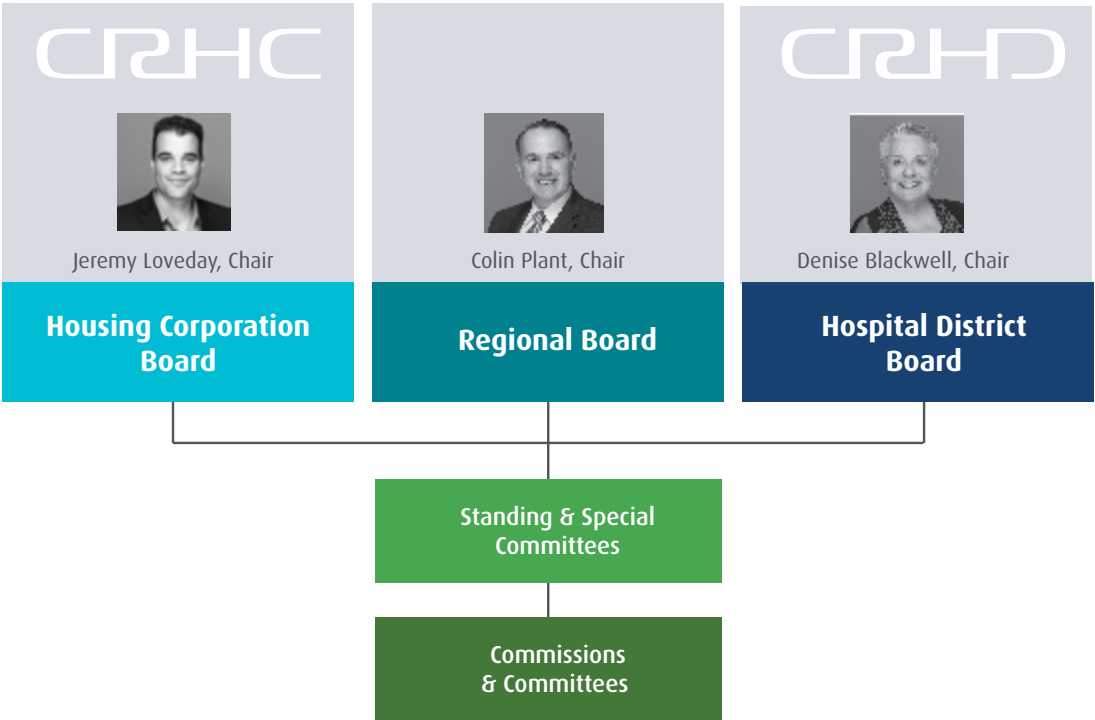 CRHC
CRHD
Jeremy Loveday, Chair
Colin Plant, Chair
Denise Blackwell, Chair
Housing Corporation
Board
Regional Board
Hospital District
Board
Standing & Special
Committees
Commissions
& Committees